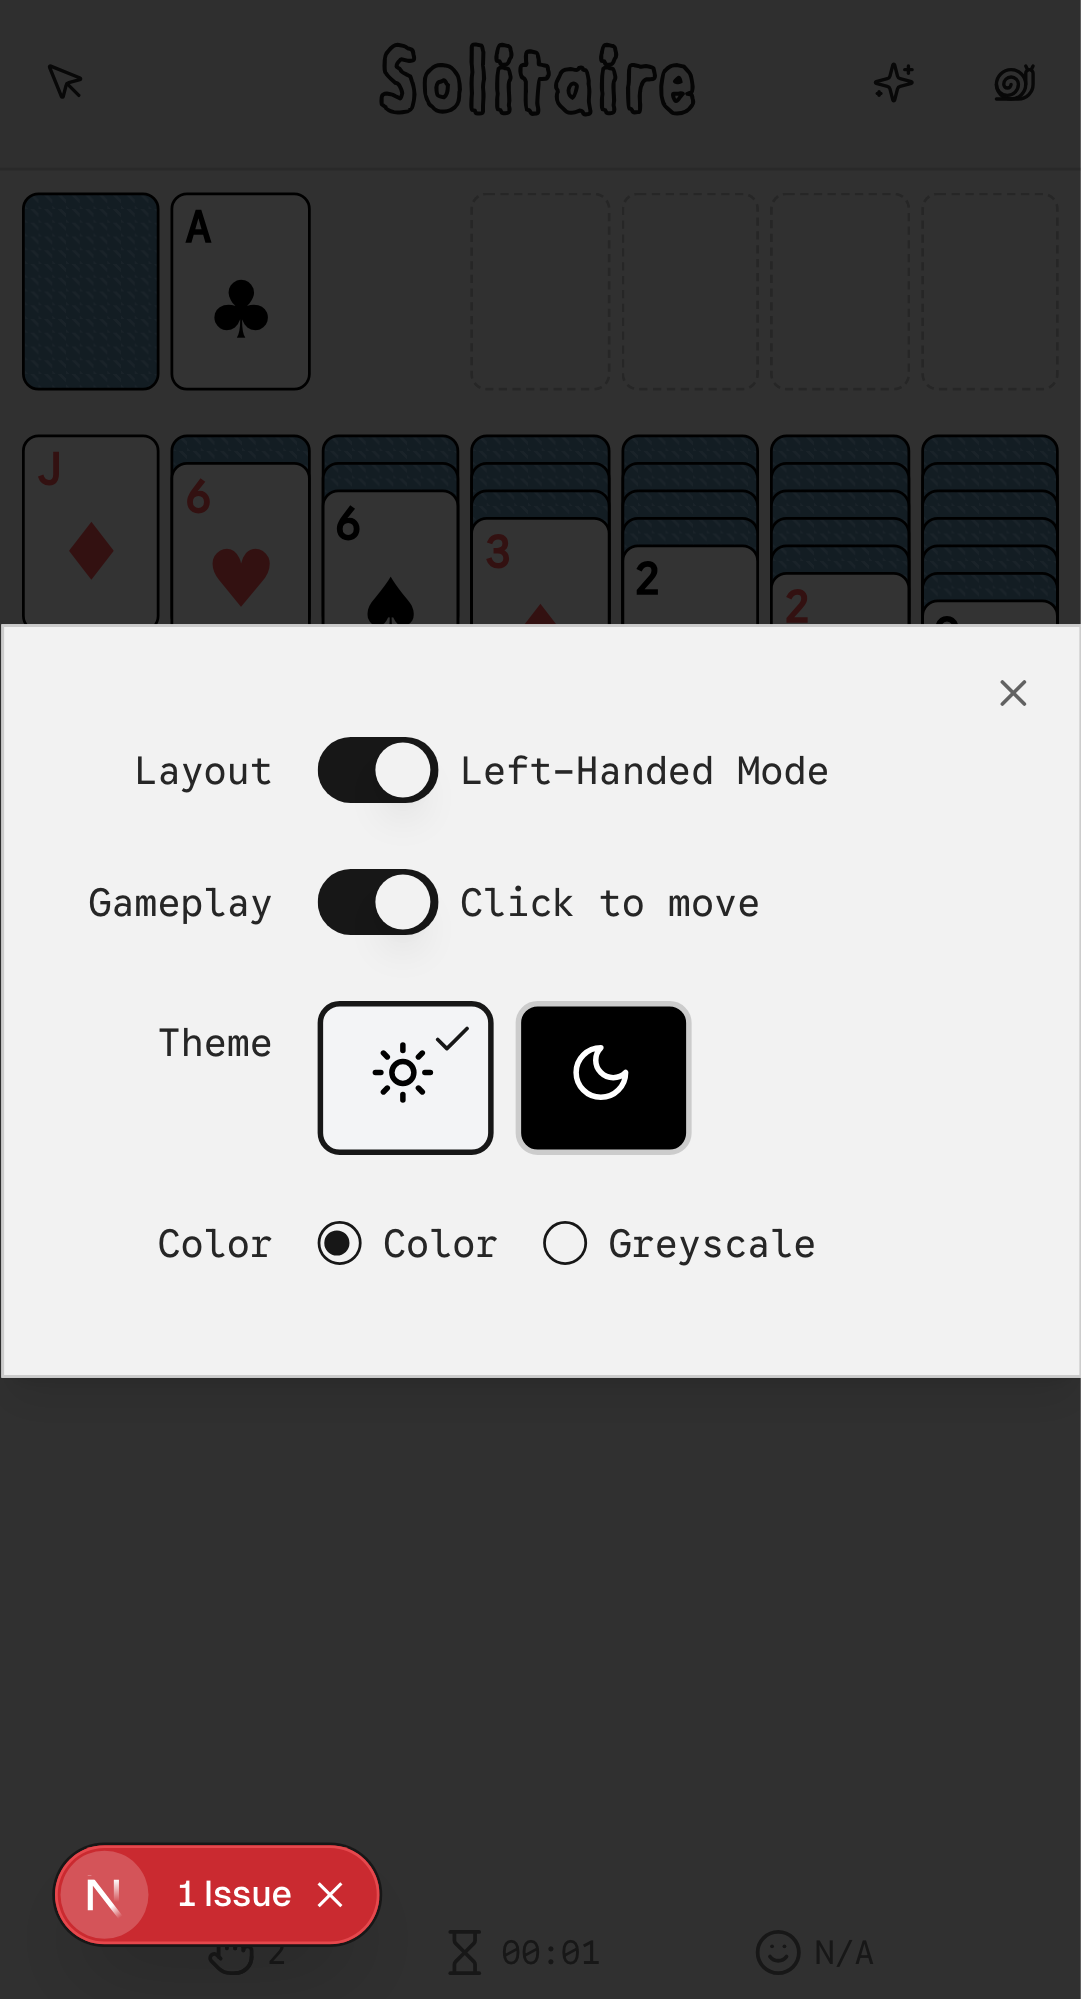 Solitaire
A
J
6
6
3
2
2
Layout Left-Handed Mode
Gameplay Click to move
Theme
Color Color Greyscale
N 1 Issue
2 00:01 N/A